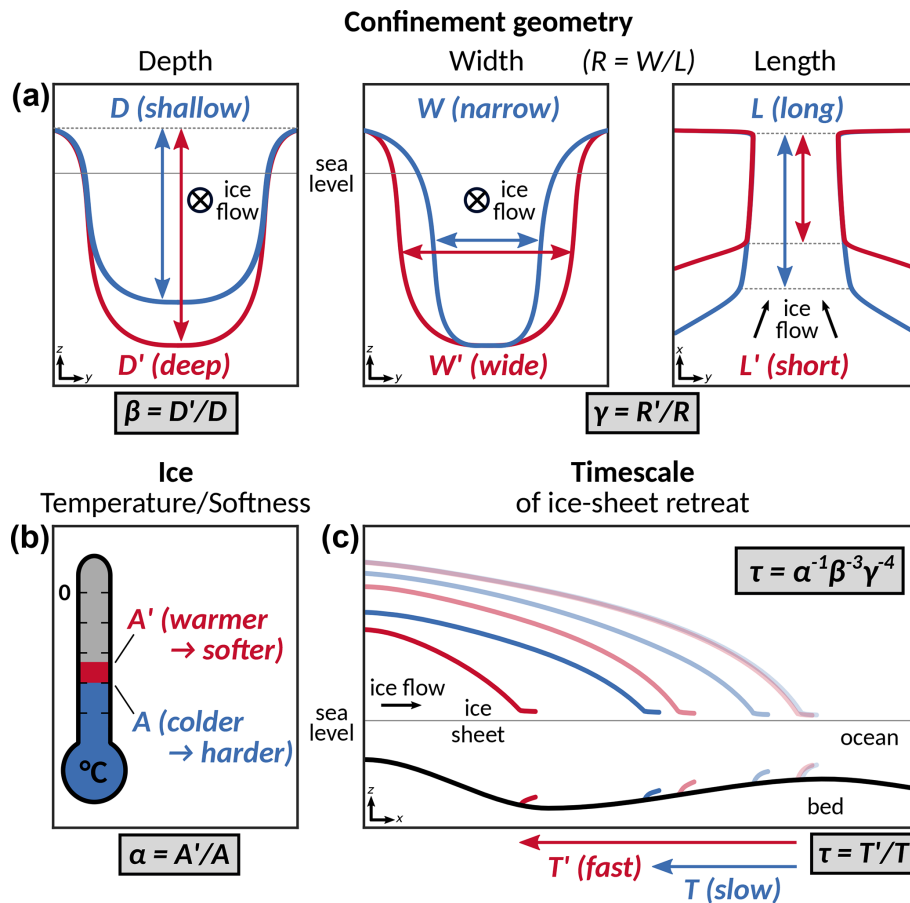 Confinement geometry
Depth
Width
(R = W/L)
Length
(a)
D (shallow)
W (narrow)
L (long)
sea
level
ice
flow
ice
flow
ice
flow
z
y
D' (deep)
z
y
W' (wide)
x
y
L' (short)
β = D'/D
γ = R'/R
Ice
Temperature/Softness
Timescale
of ice-sheet retreat
(b)
(c)
0
A' (warmer
→ softer)
A (colder
→ harder)
°C
α = A'/A
τ = α⁻¹β⁻³γ⁻⁴
ice flow
ice
sheet
sea
level
ocean
z
x
bed
T' (fast)
T (slow)
τ = T'/T